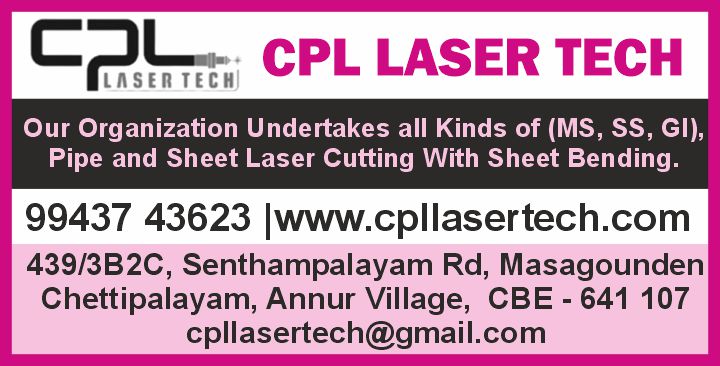 CPL
LASER TECH
CPL LASER TECH
Our Organization Undertakes all Kinds of (MS, SS, GI),
Pipe and Sheet Laser Cutting With Sheet Bending.
99437 43623 |www.cpllasertech.com
439/3B2C, Senthampalayam Rd, Masagounden
Chettipalayam, Annur Village, CBE - 641 107
cpllasertech@gmail.com